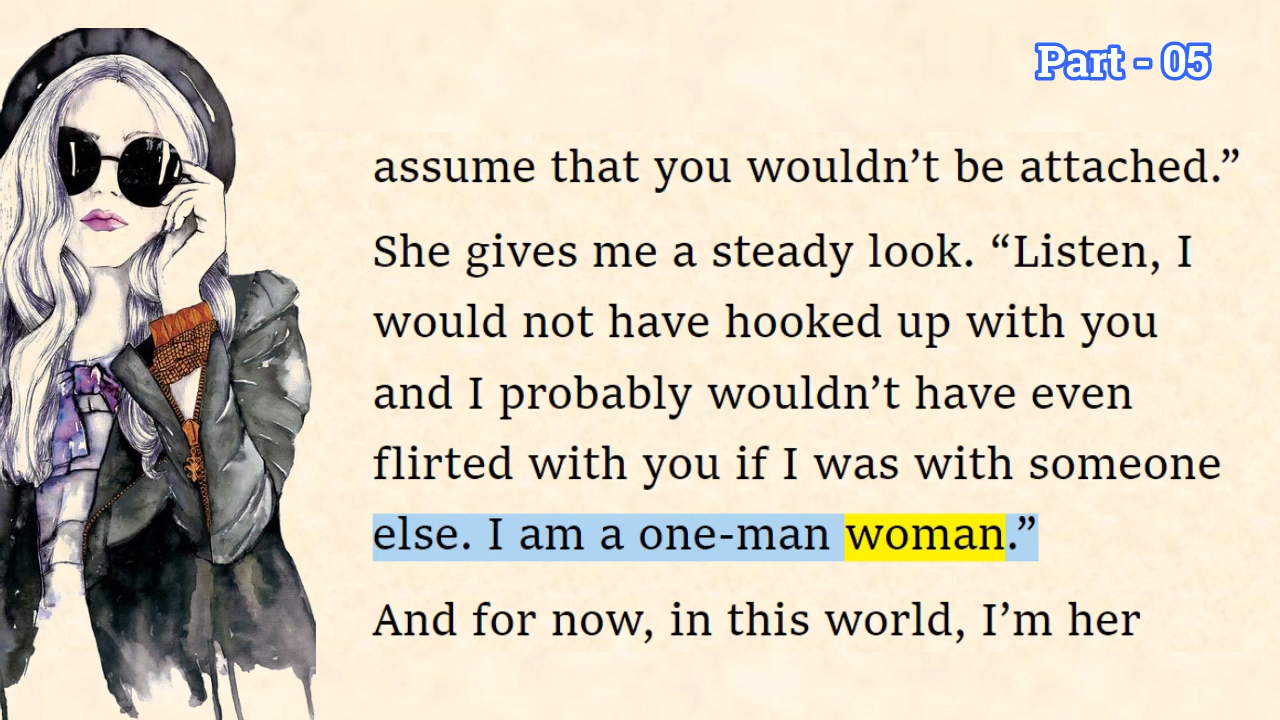 Part - 05
assume that you wouldn’t be attached.”
She gives me a steady look. “Listen, I
would not have hooked up with you
and I probably wouldn’t have even
flirted with you if I was with someone
else. I am a one-man woman.”
And for now, in this world, I’m her